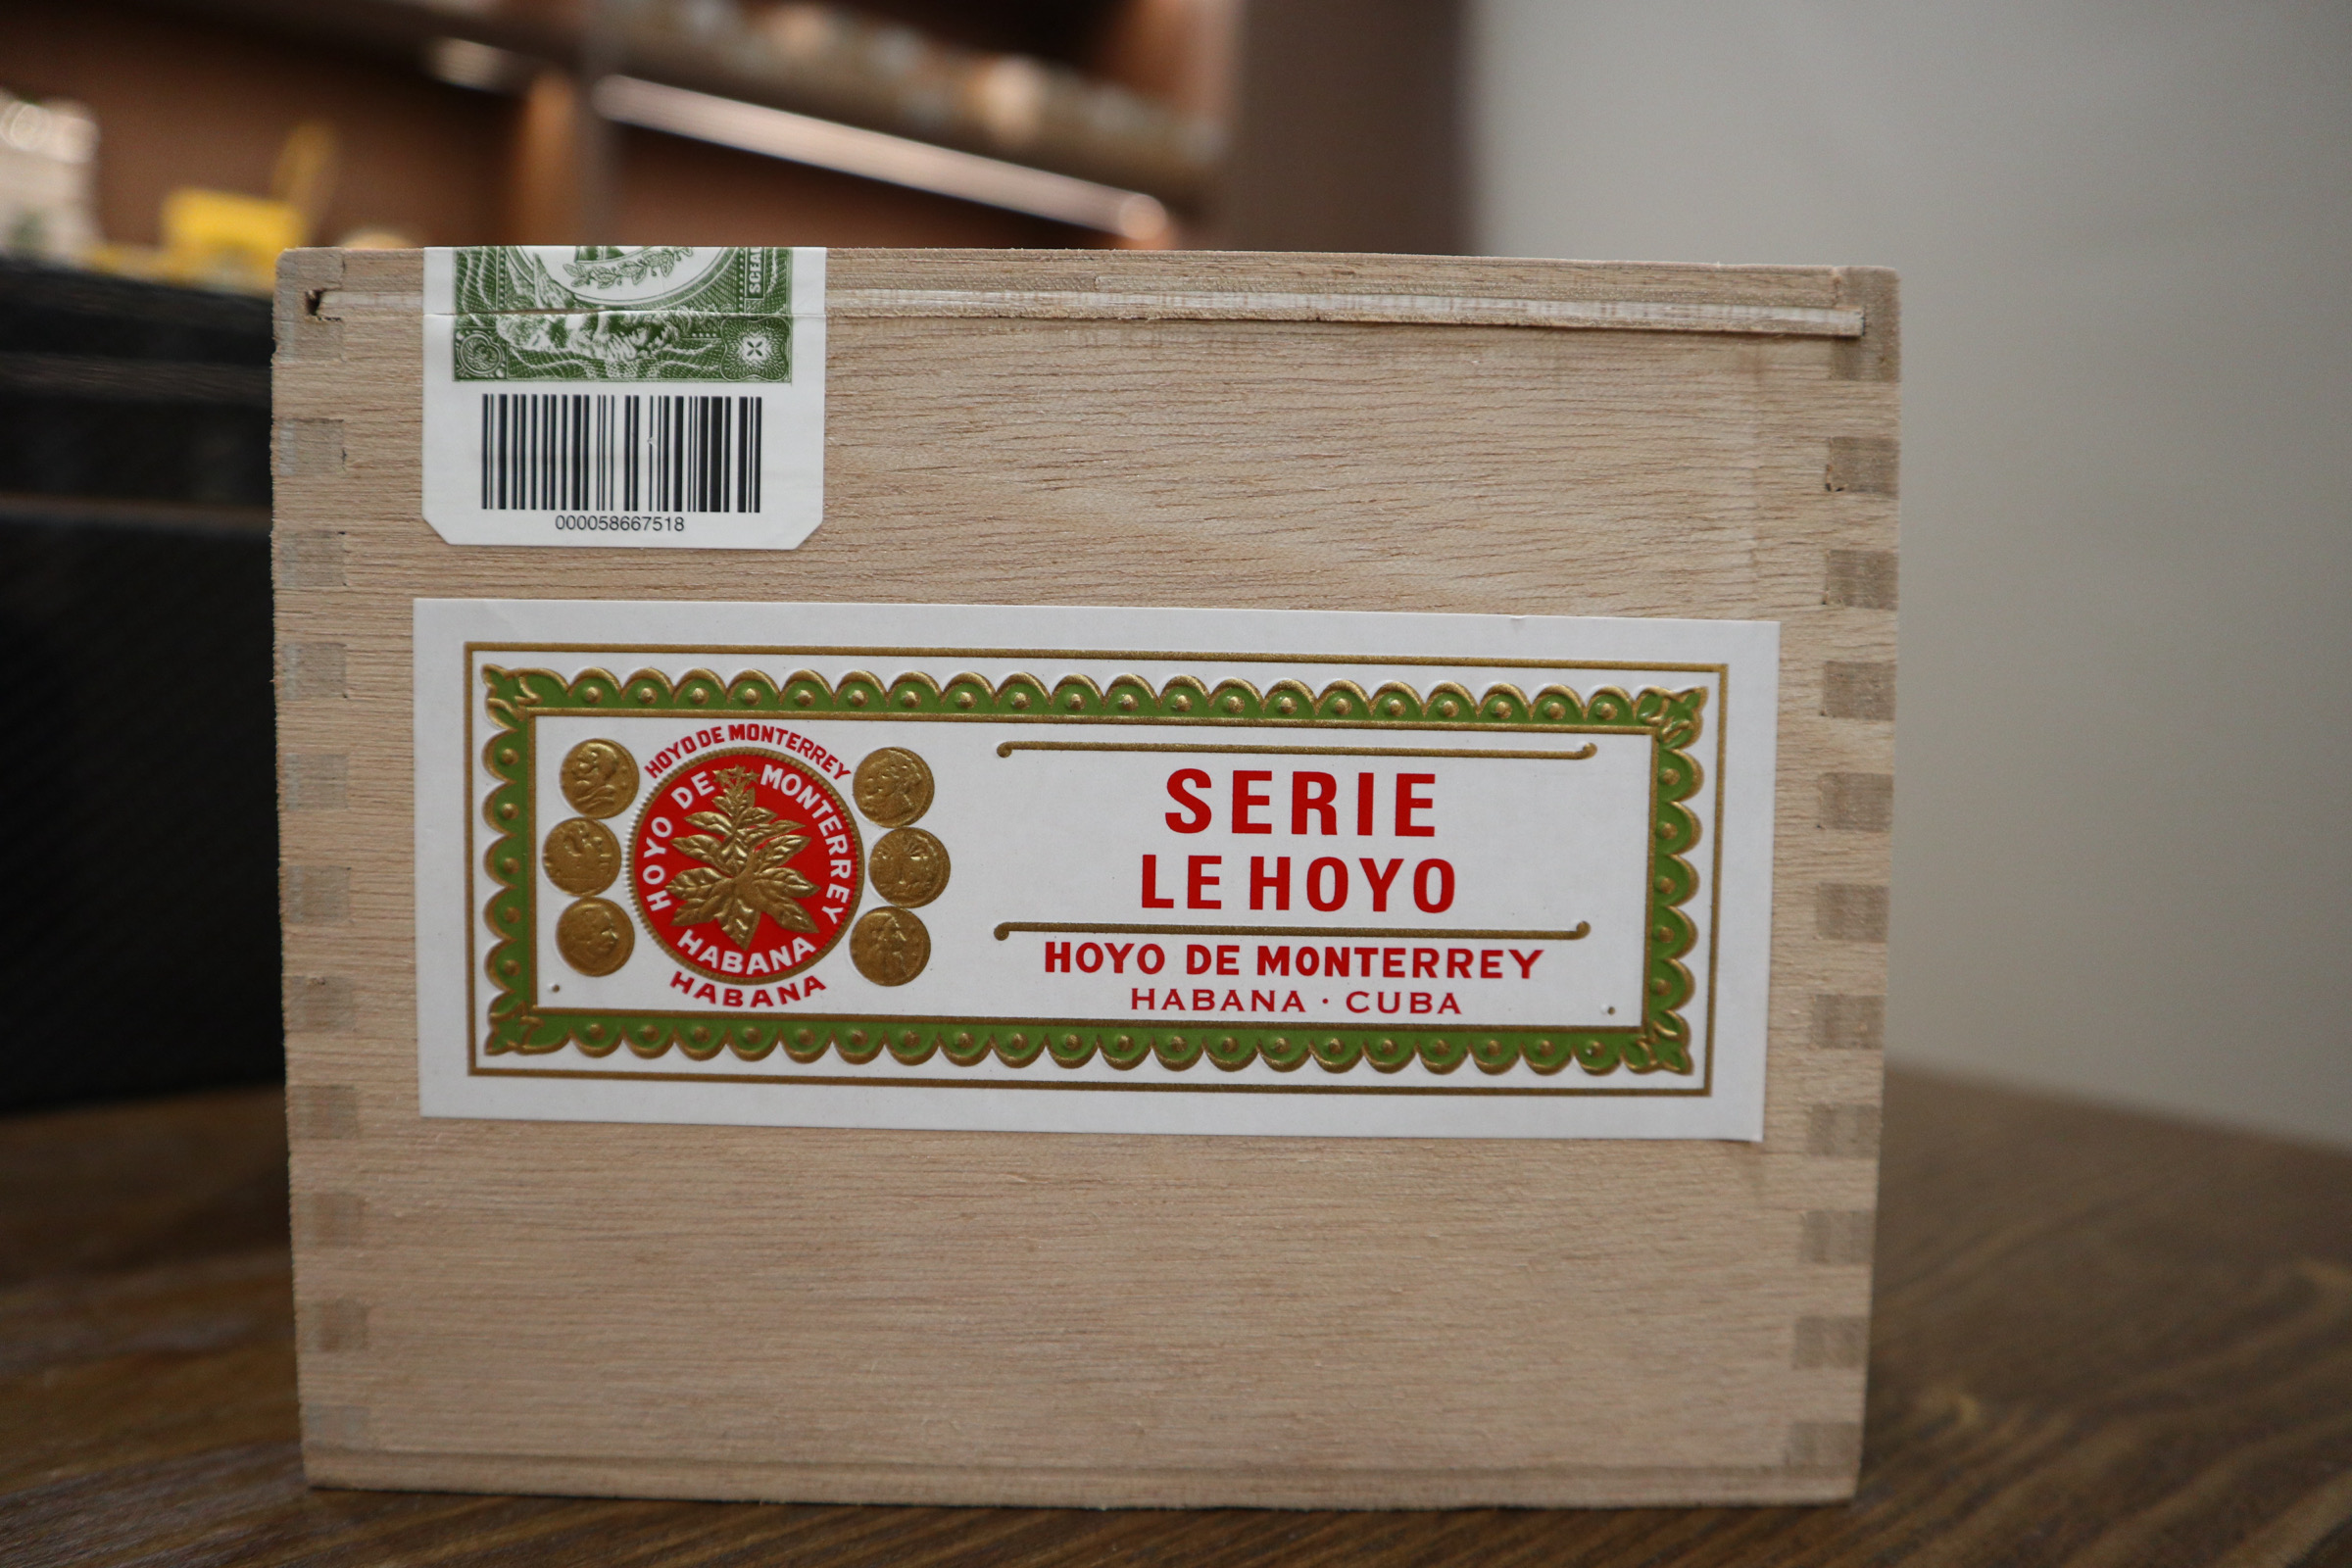 000058667518
HOYO DE MONTERREY
HOYO DE MONTERREY
HABANA
HABANA
SERIE
LE HOYO
HOYO DE MONTERREY
HABANA · CUBA